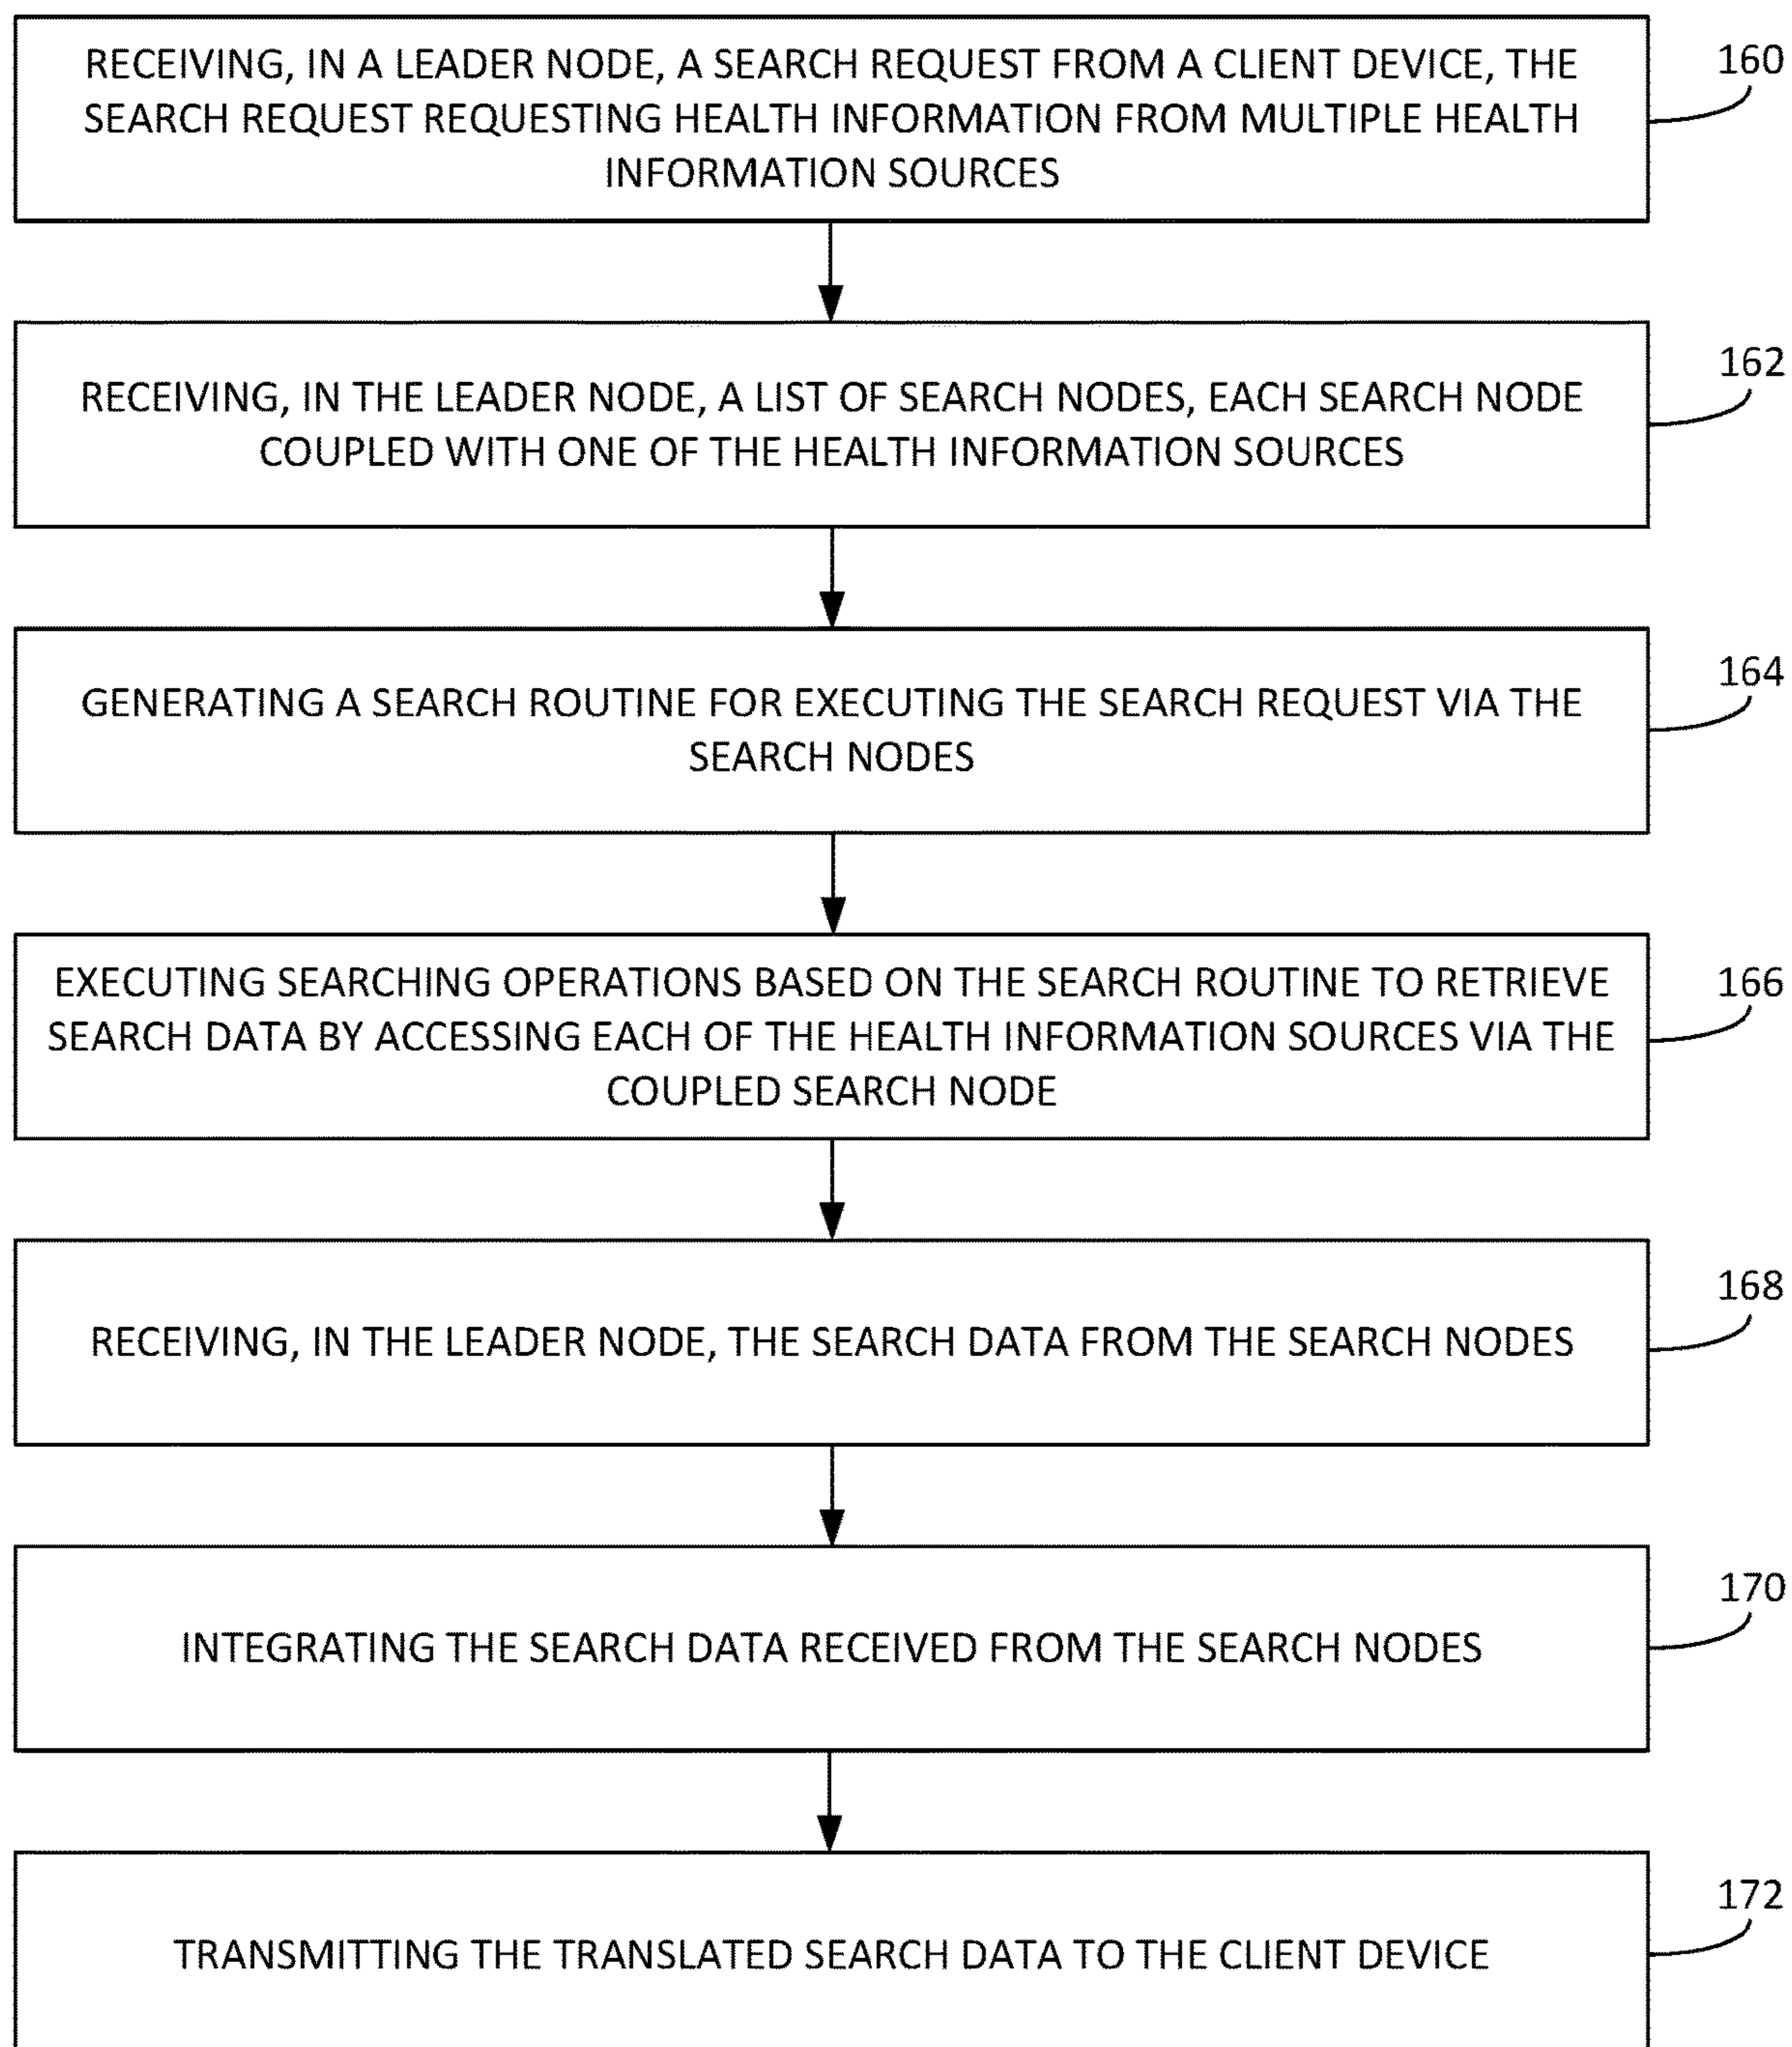 RECEIVING, IN A LEADER NODE, A SEARCH REQUEST FROM A CLIENT DEVICE, THE
SEARCH REQUEST REQUESTING HEALTH INFORMATION FROM MULTIPLE HEALTH
INFORMATION SOURCES
160
RECEIVING, IN THE LEADER NODE, A LIST OF SEARCH NODES, EACH SEARCH NODE
COUPLED WITH ONE OF THE HEALTH INFORMATION SOURCES
162
GENERATING A SEARCH ROUTINE FOR EXECUTING THE SEARCH REQUEST VIA THE
SEARCH NODES
164
EXECUTING SEARCHING OPERATIONS BASED ON THE SEARCH ROUTINE TO RETRIEVE
SEARCH DATA BY ACCESSING EACH OF THE HEALTH INFORMATION SOURCES VIA THE
COUPLED SEARCH NODE
166
RECEIVING, IN THE LEADER NODE, THE SEARCH DATA FROM THE SEARCH NODES
168
INTEGRATING THE SEARCH DATA RECEIVED FROM THE SEARCH NODES
170
TRANSMITTING THE TRANSLATED SEARCH DATA TO THE CLIENT DEVICE
172